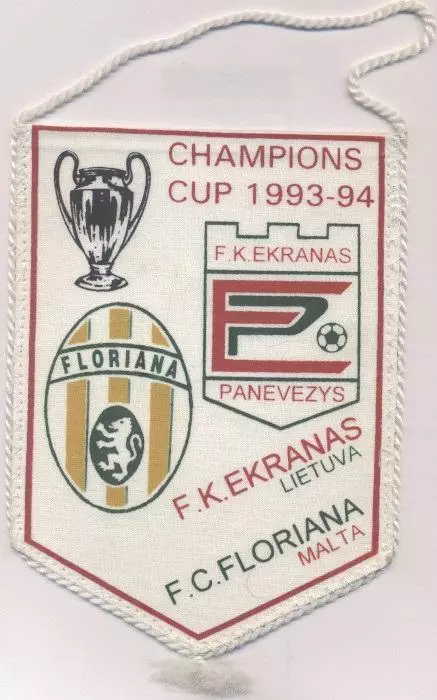 CHAMPIONS
CUP 1993-94
F.K.EKRANAS
PANEVEZYS
FLORIANA
F.K.EKRANAS
LIETUVA
F.C.FLORIANA
MALTA